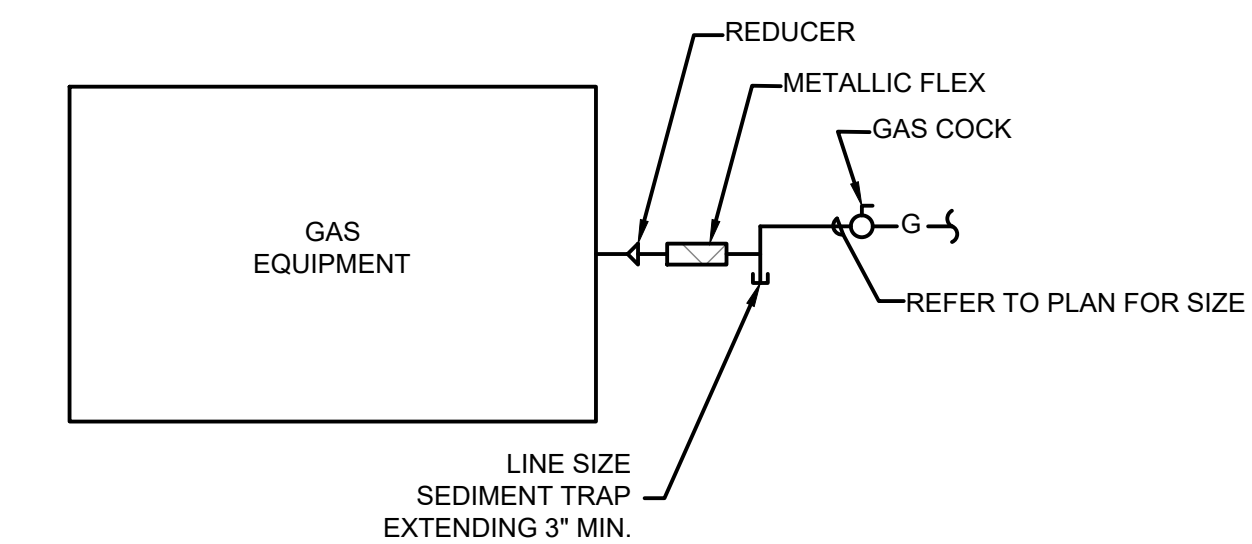 REDUCER
METALLIC FLEX
GAS COCK
GAS
EQUIPMENT
G
REFER TO PLAN FOR SIZE
LINE SIZE
SEDIMENT TRAP
EXTENDING 3" MIN.